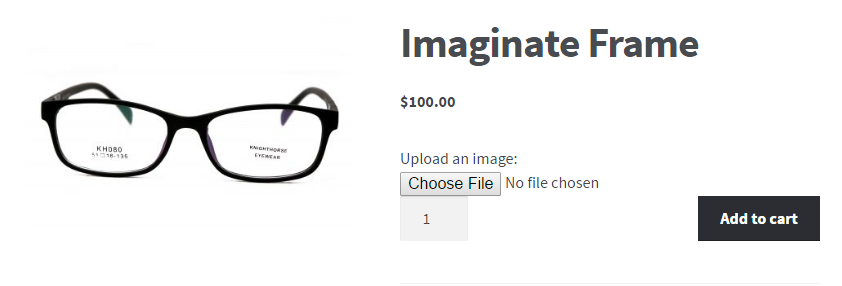 Imaginate Frame
$100.00
KH080
51□16-135
KNIGHTHORSE
EYEWEAR
Upload an image:
Choose File No file chosen
1
Add to cart